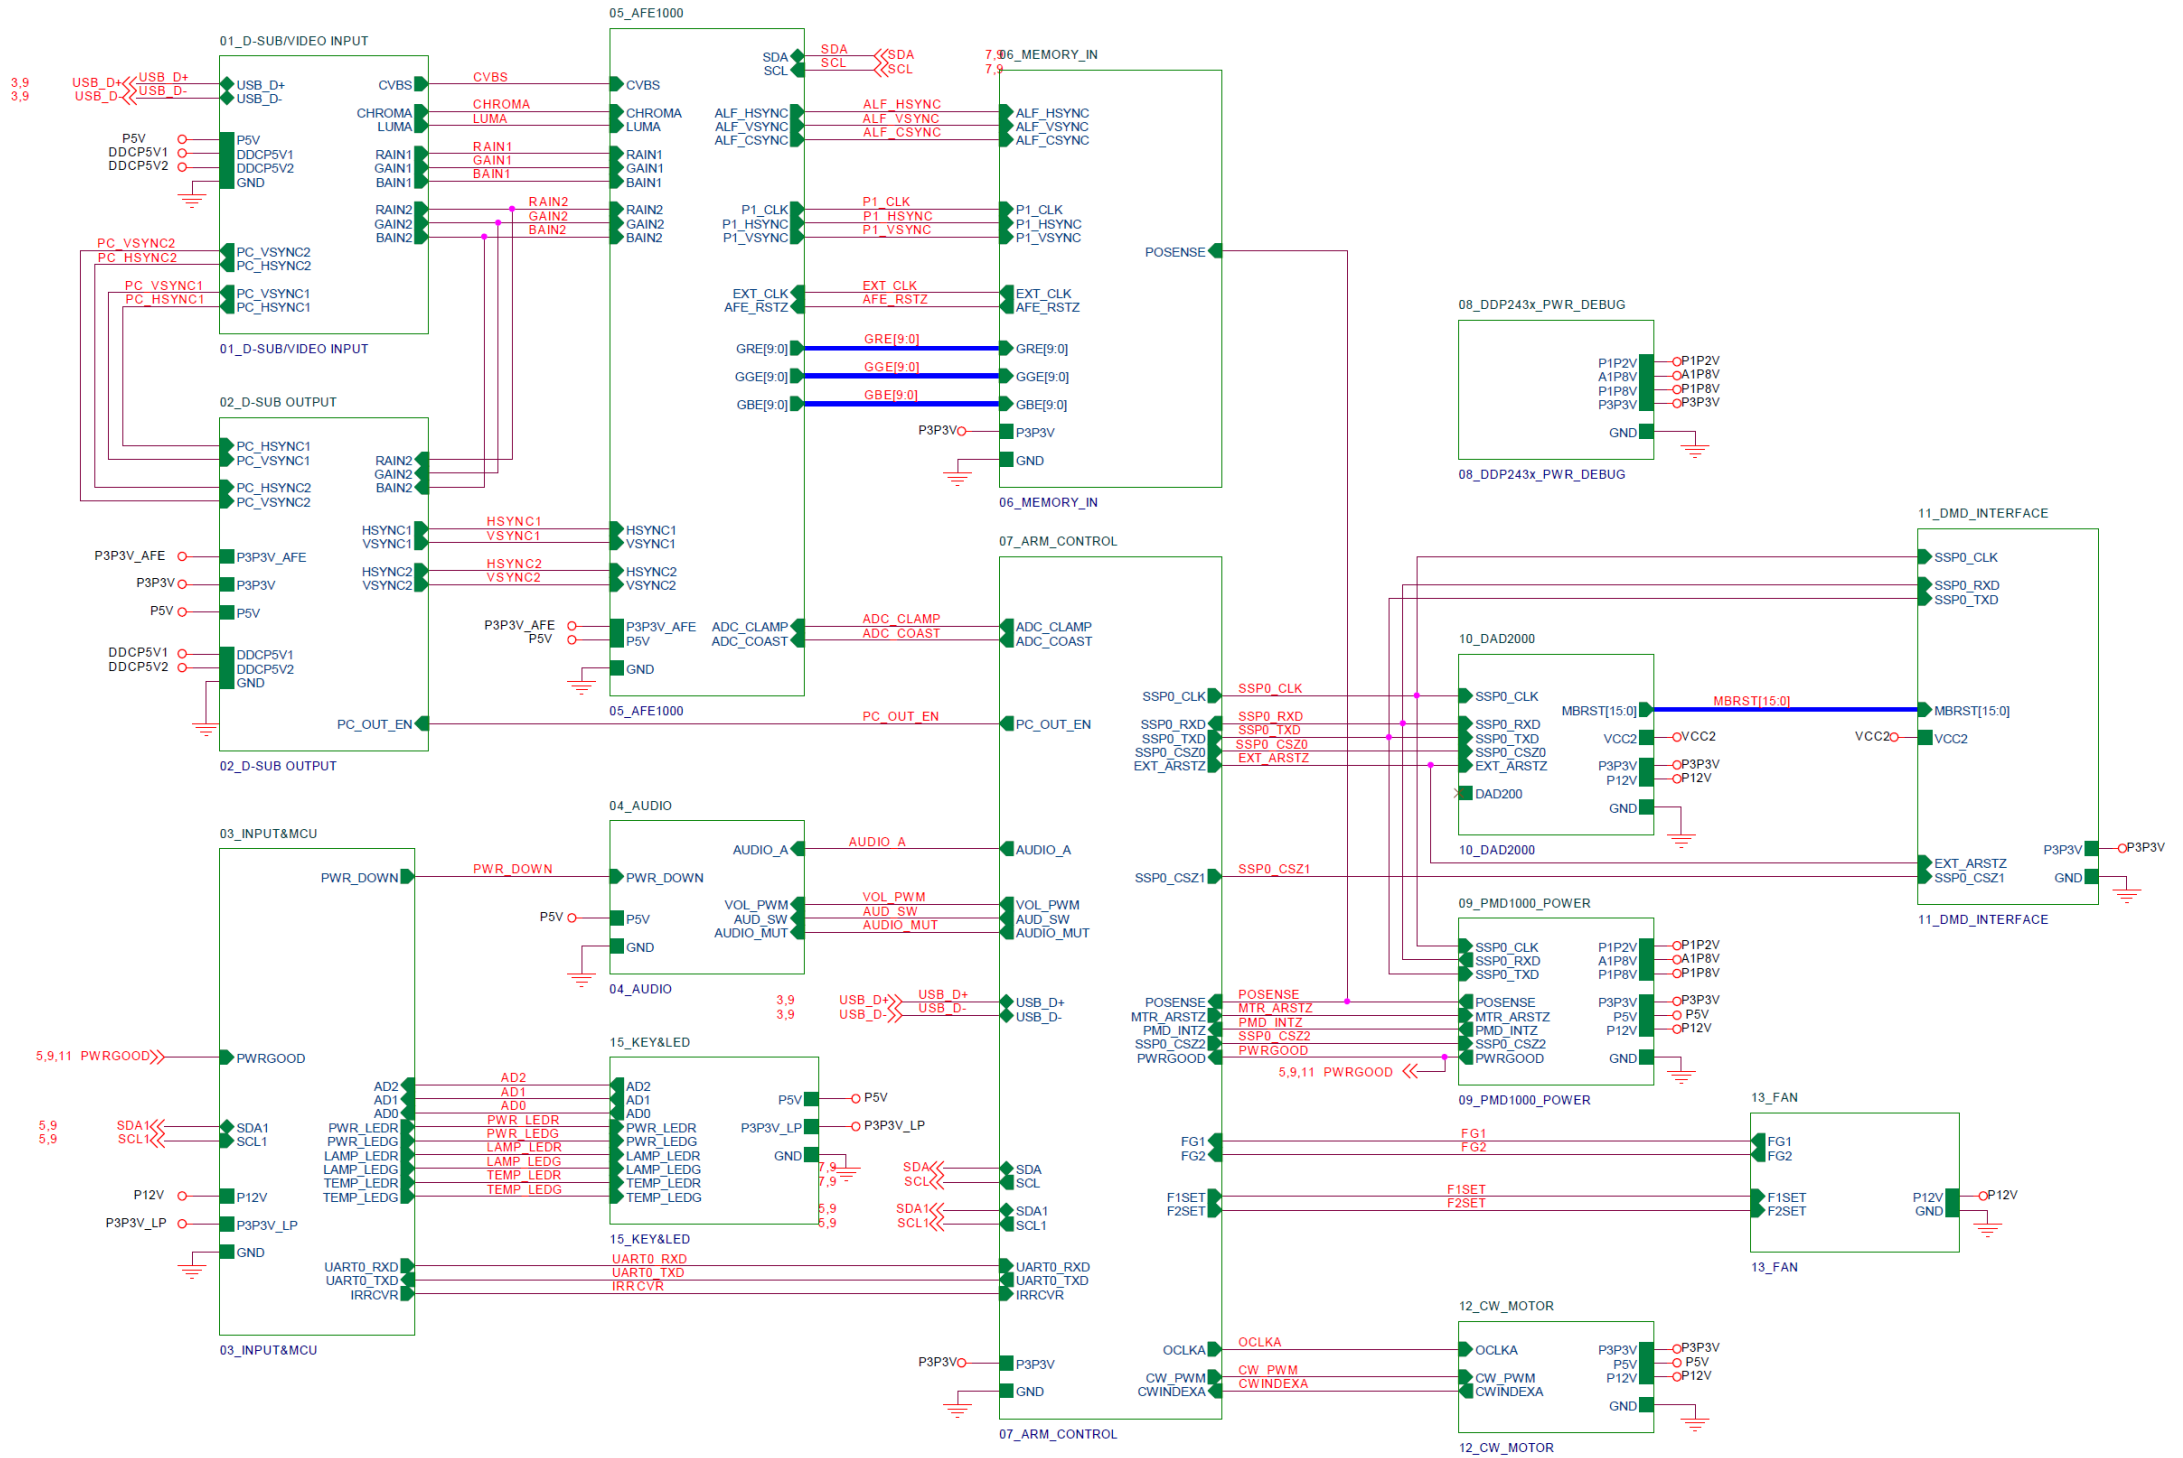 01_D-SUB/VIDEO INPUT
3,9 USB_D+ USB_D+ USB_D+ CVBS CVBS
3,9 USB_D- USB_D- USB_D-
CHROMA CHROMA
LUMA LUMA
P5V P5V
DDCP5V1 DDCP5V1
DDCP5V2 DDCP5V2
GND
RAIN1 RAIN1
GAIN1 GAIN1
BAIN1 BAIN1
RAIN2 RAIN2
GAIN2 GAIN2
BAIN2 BAIN2
PC_VSYNC2 PC_VSYNC2
PC_HSYNC2 PC_HSYNC2
PC_VSYNC1 PC_VSYNC1
PC_HSYNC1 PC_HSYNC1
01_D-SUB/VIDEO INPUT
02_D-SUB OUTPUT
PC_HSYNC1
PC_VSYNC1 RAIN2
GAIN2
PC_HSYNC2 BAIN2
PC_VSYNC2
HSYNC1 HSYNC1
VSYNC1 VSYNC1
P3P3V_AFE P3P3V_AFE
HSYNC2 HSYNC2
P3P3V P3P3V VSYNC2 VSYNC2
P5V P5V
DDCP5V1 DDCP5V1
DDCP5V2 DDCP5V2
GND
PC_OUT_EN PC_OUT_EN
02_D-SUB OUTPUT
03_INPUT&MCU
PWR_DOWN PWR_DOWN
5,9,11 PWRGOOD PWRGOOD
AD2 AD2
AD1 AD1
AD0 AD0
5,9 SDA1 SDA1 PWR_LEDR PWR_LEDR
5,9 SCL1 SCL1 PWR_LEDG PWR_LEDG
LAMP_LEDR LAMP_LEDR
LAMP_LEDG LAMP_LEDG
TEMP_LEDR TEMP_LEDR
P12V P12V TEMP_LEDG TEMP_LEDG
P3P3V_LP P3P3V_LP
GND
UART0_RXD UART0_RXD
UART0_TXD UART0_TXD
IRRCVR IRRCVR
03_INPUT&MCU
05_AFE1000
SDA SDA SDA 7,9
SCL SCL SCL 7,9
CVBS
CHROMA ALF_HSYNC ALF_HSYNC
LUMA ALF_VSYNC ALF_VSYNC
ALF_CSYNC ALF_CSYNC
RAIN1
GAIN1
BAIN1
RAIN2 P1_CLK P1_CLK
GAIN2 P1_HSYNC P1_HSYNC
BAIN2 P1_VSYNC P1_VSYNC
EXT_CLK EXT_CLK
AFE_RSTZ AFE_RSTZ
GRE[9:0] GRE[9:0]
GGE[9:0] GGE[9:0]
GBE[9:0] GBE[9:0]
HSYNC1
VSYNC1
HSYNC2
VSYNC2
P3P3V_AFE P3P3V_AFE ADC_CLAMP ADC_CLAMP
P5V P5V ADC_COAST ADC_COAST
GND
05_AFE1000
04_AUDIO
AUDIO_A AUDIO_A
PWR_DOWN
VOL_PWM VOL_PWM
P5V P5V AUD_SW AUD_SW
AUDIO_MUT AUDIO_MUT
GND
04_AUDIO
15_KEY&LED
AD2
AD1 P5V P5V
AD0
PWR_LEDR P3P3V_LP P3P3V_LP
PWR_LEDG
LAMP_LEDR GND
LAMP_LEDG
TEMP_LEDR
TEMP_LEDG
15_KEY&LED
06_MEMORY_IN
ALF_HSYNC
ALF_VSYNC
ALF_CSYNC
P1_CLK
P1_HSYNC
P1_VSYNC
POSENSE
EXT_CLK
AFE_RSTZ
GRE[9:0]
GGE[9:0]
GBE[9:0]
P3P3V P3P3V
GND
06_MEMORY_IN
07_ARM_CONTROL
ADC_CLAMP
ADC_COAST
SSP0_CLK SSP0_CLK
PC_OUT_EN SSP0_RXD SSP0_RXD
SSP0_TXD SSP0_TXD
SSP0_CSZ0 SSP0_CSZ0
EXT_ARSTZ EXT_ARSTZ
AUDIO_A
SSP0_CSZ1 SSP0_CSZ1
VOL_PWM
AUD_SW
AUDIO_MUT
3,9 USB_D+ USB_D+ USB_D+ POSENSE POSENSE
3,9 USB_D- USB_D- USB_D- MTR_ARSTZ MTR_ARSTZ
PMD_INTZ PMD_INTZ
SSP0_CSZ2 SSP0_CSZ2
PWRGOOD PWRGOOD
5,9,11 PWRGOOD
FG1 FG1
FG2 FG2
7,9 SDA SDA
7,9 SCL SCL
F1SET F1SET
5,9 SDA1 SDA1 F2SET F2SET
5,9 SCL1 SCL1
UART0_RXD
UART0_TXD
IRRCVR
OCLKA OCLKA
P3P3V P3P3V CW_PWM CW_PWM
GND CWINDEXA CWINDEXA
07_ARM_CONTROL
08_DDP243x_PWR_DEBUG
P1P2V P1P2V
A1P8V A1P8V
P1P8V P1P8V
P3P3V P3P3V
GND
08_DDP243x_PWR_DEBUG
10_DAD2000
SSP0_CLK
MBRST[15:0] MBRST[15:0]
SSP0_RXD
SSP0_TXD VCC2 VCC2
SSP0_CSZ0
EXT_ARSTZ P3P3V P3P3V
P12V P12V
DAD200
GND
10_DAD2000
09_PMD1000_POWER
SSP0_CLK P1P2V P1P2V
SSP0_RXD A1P8V A1P8V
SSP0_TXD P1P8V P1P8V
POSENSE P3P3V P3P3V
MTR_ARSTZ P5V P5V
PMD_INTZ P12V P12V
SSP0_CSZ2
PWRGOOD GND
09_PMD1000_POWER
11_DMD_INTERFACE
SSP0_CLK
SSP0_RXD
SSP0_TXD
MBRST[15:0]
VCC2 VCC2
P3P3V P3P3V
EXT_ARSTZ
SSP0_CSZ1 GND
11_DMD_INTERFACE
13_FAN
FG1
FG2
F1SET P12V P12V
F2SET GND
13_FAN
12_CW_MOTOR
OCLKA P3P3V P3P3V
P5V P5V
CW_PWM P12V P12V
CWINDEXA
GND
12_CW_MOTOR